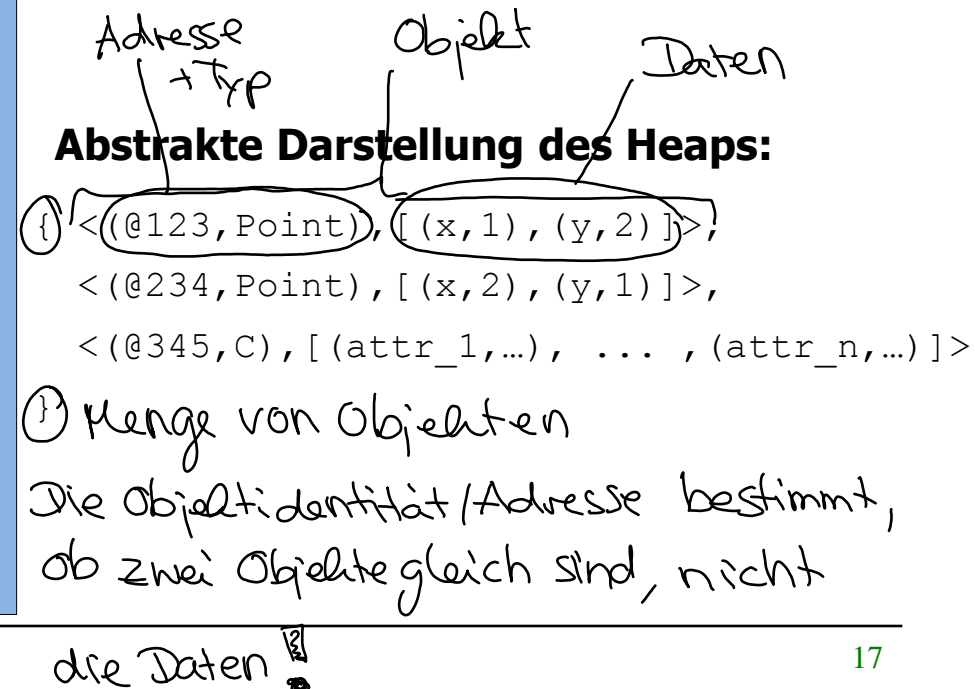 Adresse
+Typ
Objekt
Daten
Abstrakte Darstellung des Heaps:
{ <(@123,Point),[(x,1),(y,2)]>,
<(@234,Point),[(x,2),(y,1)]>,
<(@345,C),[(attr_1,…), ... ,(attr_n,…)]>
} Menge von Objekten
Die Objektidentität/Adresse bestimmt,
ob zwei Objekte gleich sind, nicht
die Daten!
17